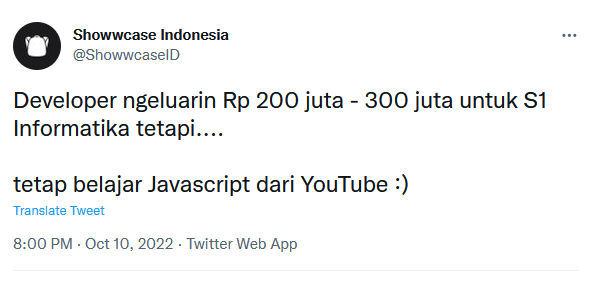 Showwcase Indonesia
@ShowwcaseID
Developer ngeluarin Rp 200 juta - 300 juta untuk S1
Informatika tetapi....
tetap belajar Javascript dari YouTube :)
Translate Tweet
8:00 PM · Oct 10, 2022 · Twitter Web App